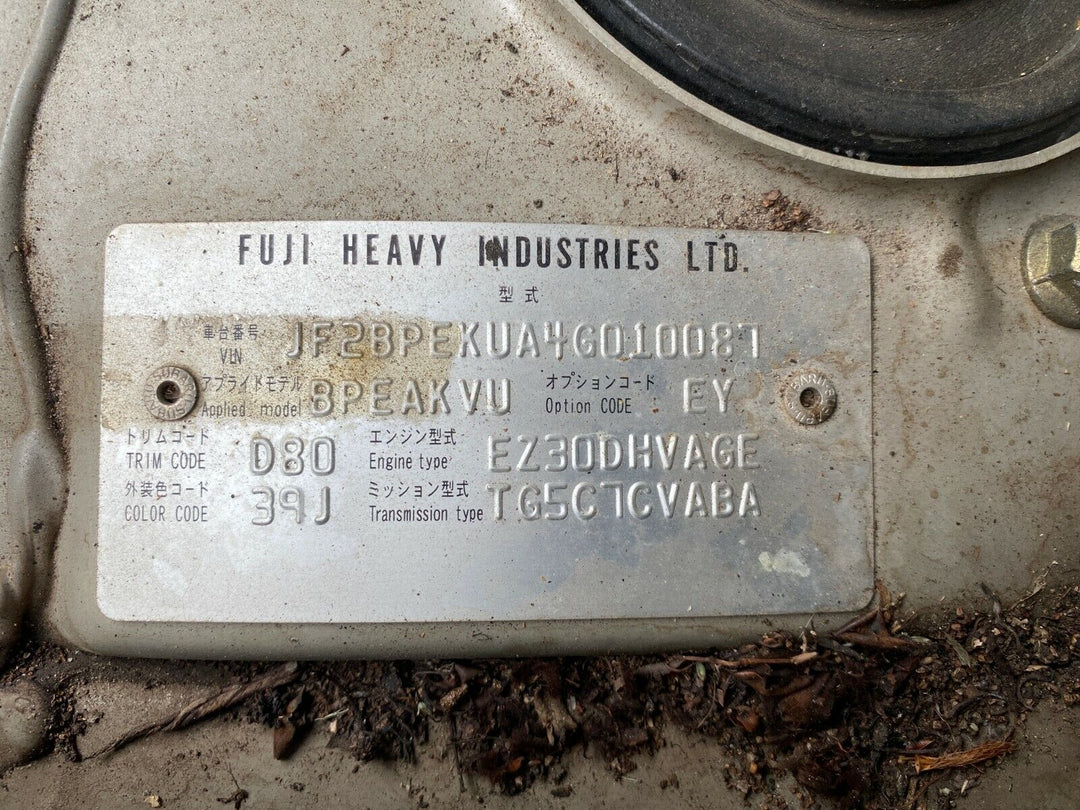 FUJI HEAVY INDUSTRIES LTD.
型式
車台番号 VIN JF2BPEKUA4G010087
アプライドモデル Applied model BPEAKVU オプションコード Option CODE EY
トリムコード TRIM CODE D80 エンジン型式 Engine type EZ30DHVAGE
外装色コード COLOR CODE 39J ミッション型式 Transmission type TG5C7CVABA